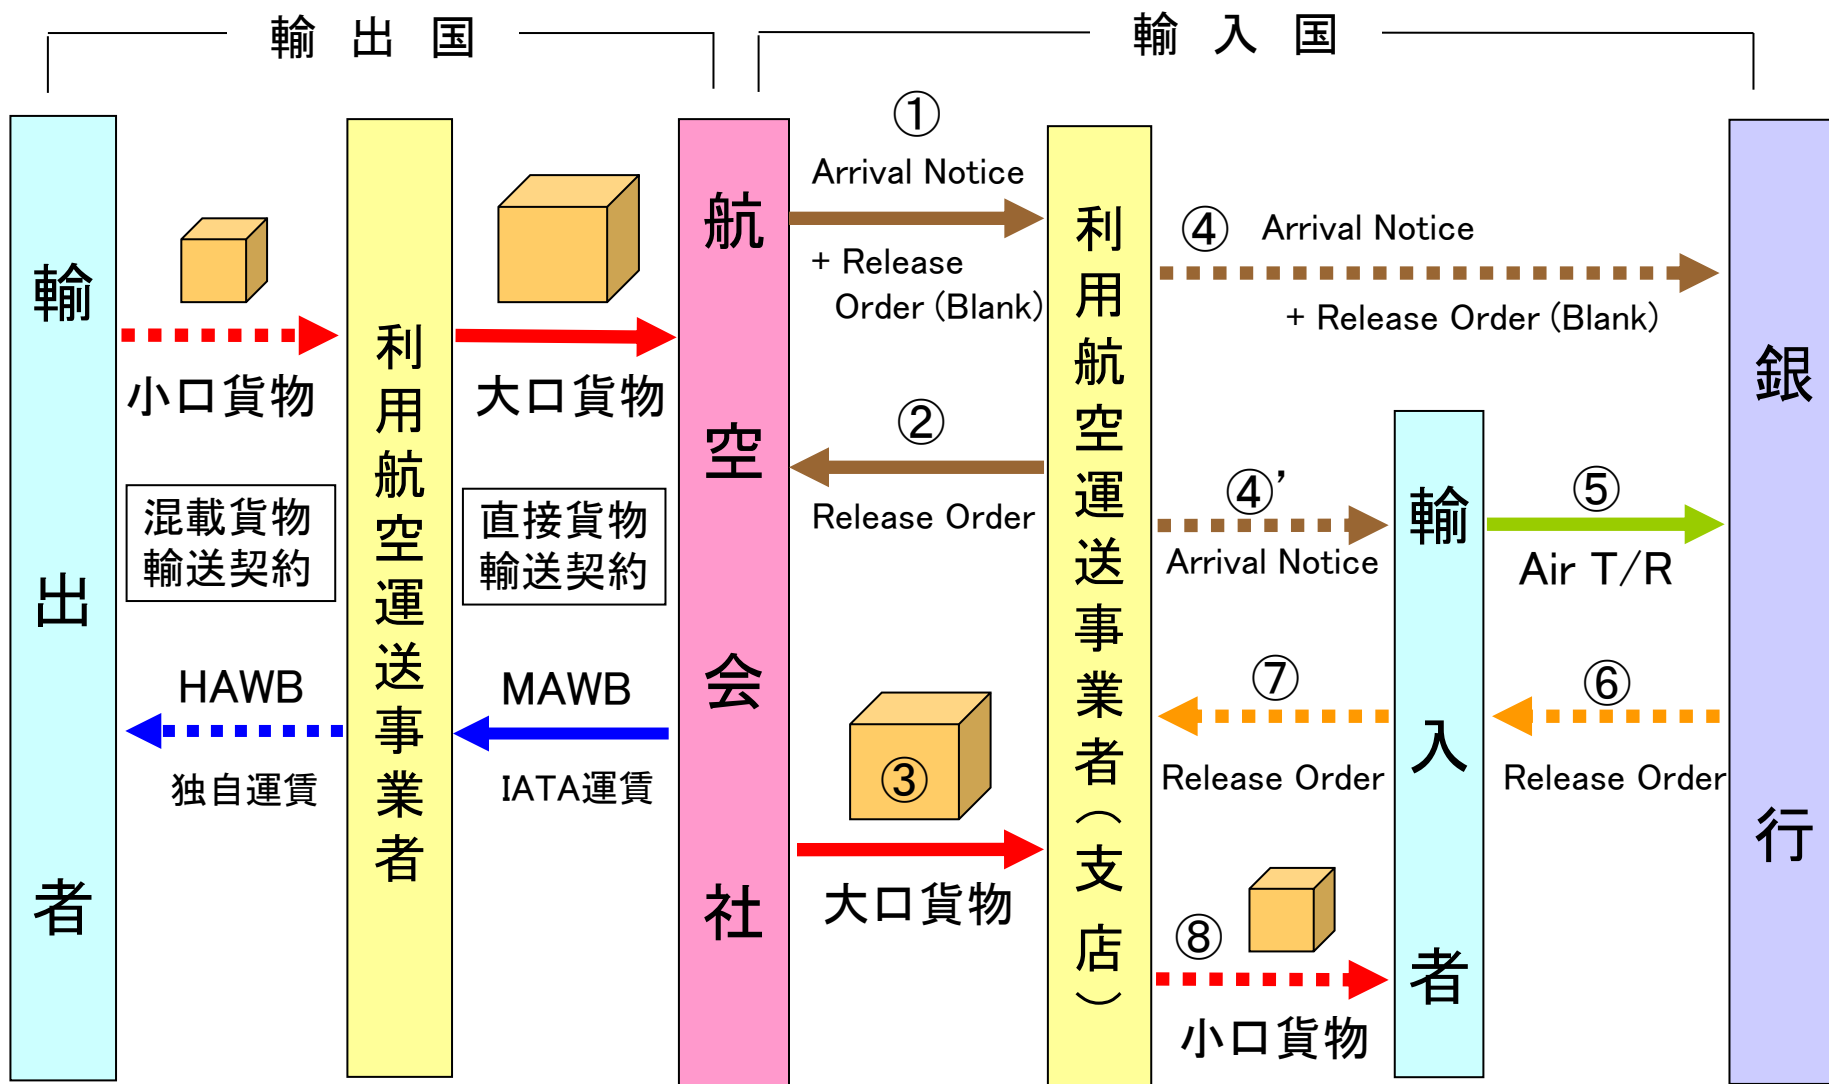 輸出国
輸入国
輸出者
小口貨物
混載貨物
輸送契約
HAWB
独自運賃
利用航空運送事業者
大口貨物
直接貨物
輸送契約
MAWB
IATA運賃
航空会社
①
Arrival Notice
+ Release
Order (Blank)
②
Release Order
③
大口貨物
利用航空運送事業者(支店)
④
Arrival Notice
+ Release Order (Blank)
④’
Arrival Notice
⑦
Release Order
⑧
小口貨物
輸入者
⑤
Air T/R
⑥
Release Order
銀行